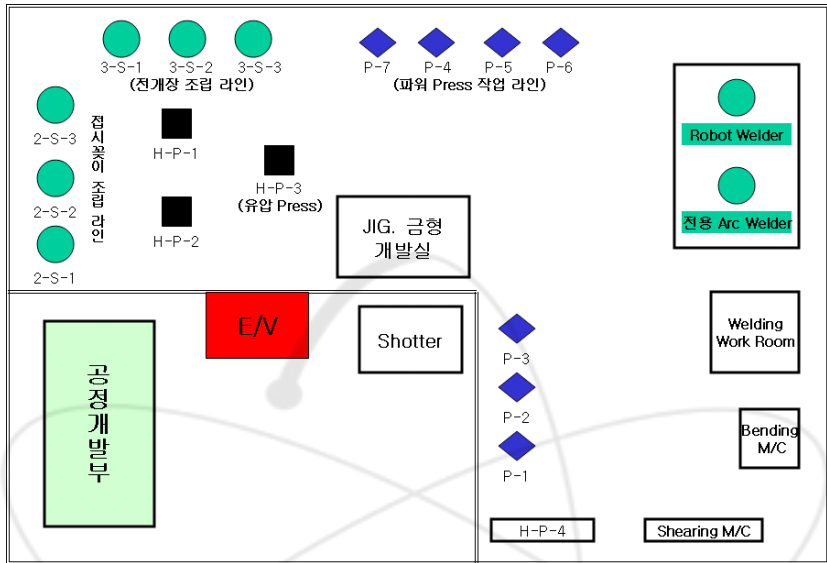 3-S-1 3-S-2 3-S-3
(전개장 조립 라인)
P-7 P-4 P-5 P-6
(파워 Press 작업 라인)
2-S-3
2-S-2
2-S-1
접시꽂이 조립 라인
H-P-1
H-P-2
H-P-3
(유압 Press)
JIG. 금형
개발실
Robot Welder
전용 Arc Welder
E/V
Shotter
공정개발부
P-3
P-2
P-1
Welding
Work Room
Bending
M/C
H-P-4
Shearing M/C